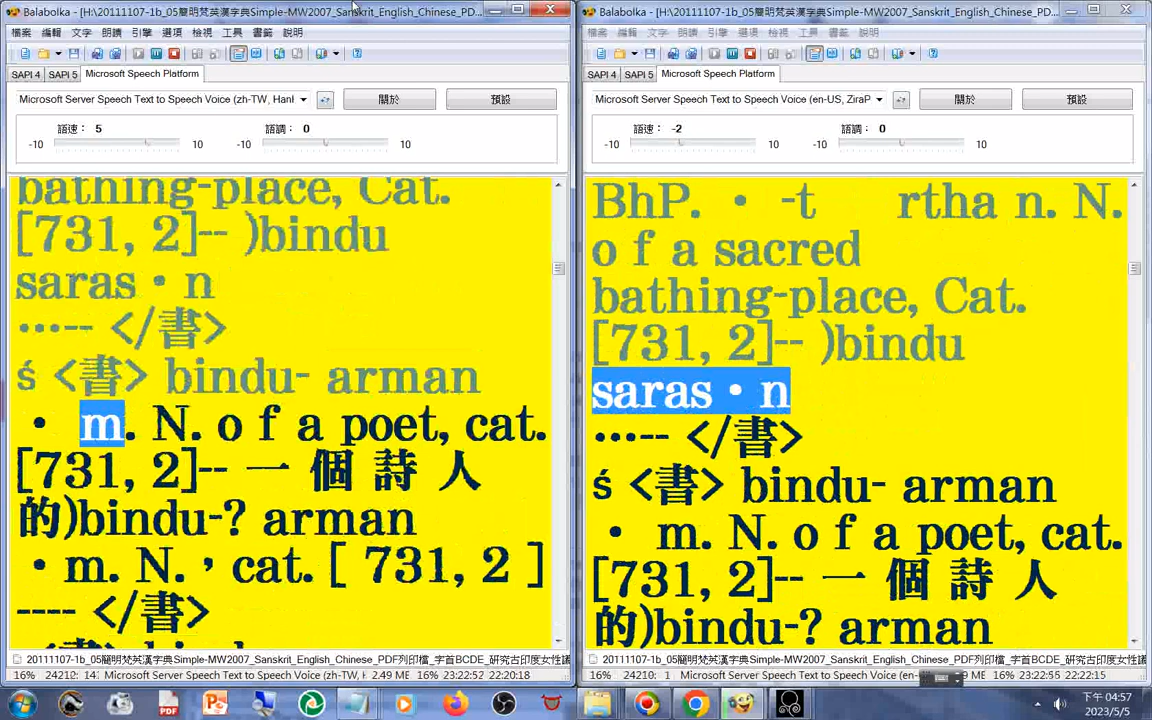 Balabolka - [H:\20111107-1b_05簡明梵英漢字典Simple-MW2007_Sanskrit_English_Chinese_PD...
檔案 編輯 文字 朗讀 引擎 選項 檢視 工具 書籤 說明
SAPI 4 SAPI 5 Microsoft Speech Platform
Microsoft Server Speech Text to Speech Voice (zh-TW, HanI
關於
預設
語速: 5 語調: 0
-10 10 -10 10
bathing-place, Cat.
[731, 2]-- )bindu
saras • n
…-- </書>
ś <書> bindu- arman
• m. N. o f a poet, cat.
[731, 2]-- 一 個 詩 人
的)bindu-? arman
• m. N. , cat. [ 731, 2 ]
---- </書>
20111107-1b_05簡明梵英漢字典Simple-MW2007_Sanskrit_English_Chinese_PDF列印檔_字首BCDE_研究古印度女性議
16% 24212: 14 Microsoft Server Speech Text to Speech Voice (zh-TW, 2.49 ME 16% 23:22:52 22:20:18
Balabolka - [H:\20111107-1b_05簡明梵英漢字典Simple-MW2007_Sanskrit_English_Chinese_PD...
檔案 編輯 文字 朗讀 引擎 選項 檢視 工具 書籤 說明
SAPI 4 SAPI 5 Microsoft Speech Platform
Microsoft Server Speech Text to Speech Voice (en-US, ZiraP
關於
預設
語速: -2 語調: 0
-10 10 -10 10
BhP. • -t rtha n. N.
o f a sacred
bathing-place, Cat.
[731, 2]-- )bindu
saras • n
…-- </書>
ś <書> bindu- arman
• m. N. o f a poet, cat.
[731, 2]-- 一 個 詩 人
的)bindu-? arman
20111107-1b_05簡明梵英漢字典Simple-MW2007_Sanskrit_English_Chinese_PDF列印檔_字首BCDE_研究古印度女性議
16% 24210: Microsoft Server Speech Text to Speech Voice (en-US, 16% 23:22:55 22:22:15
下午 04:57
2023/5/5